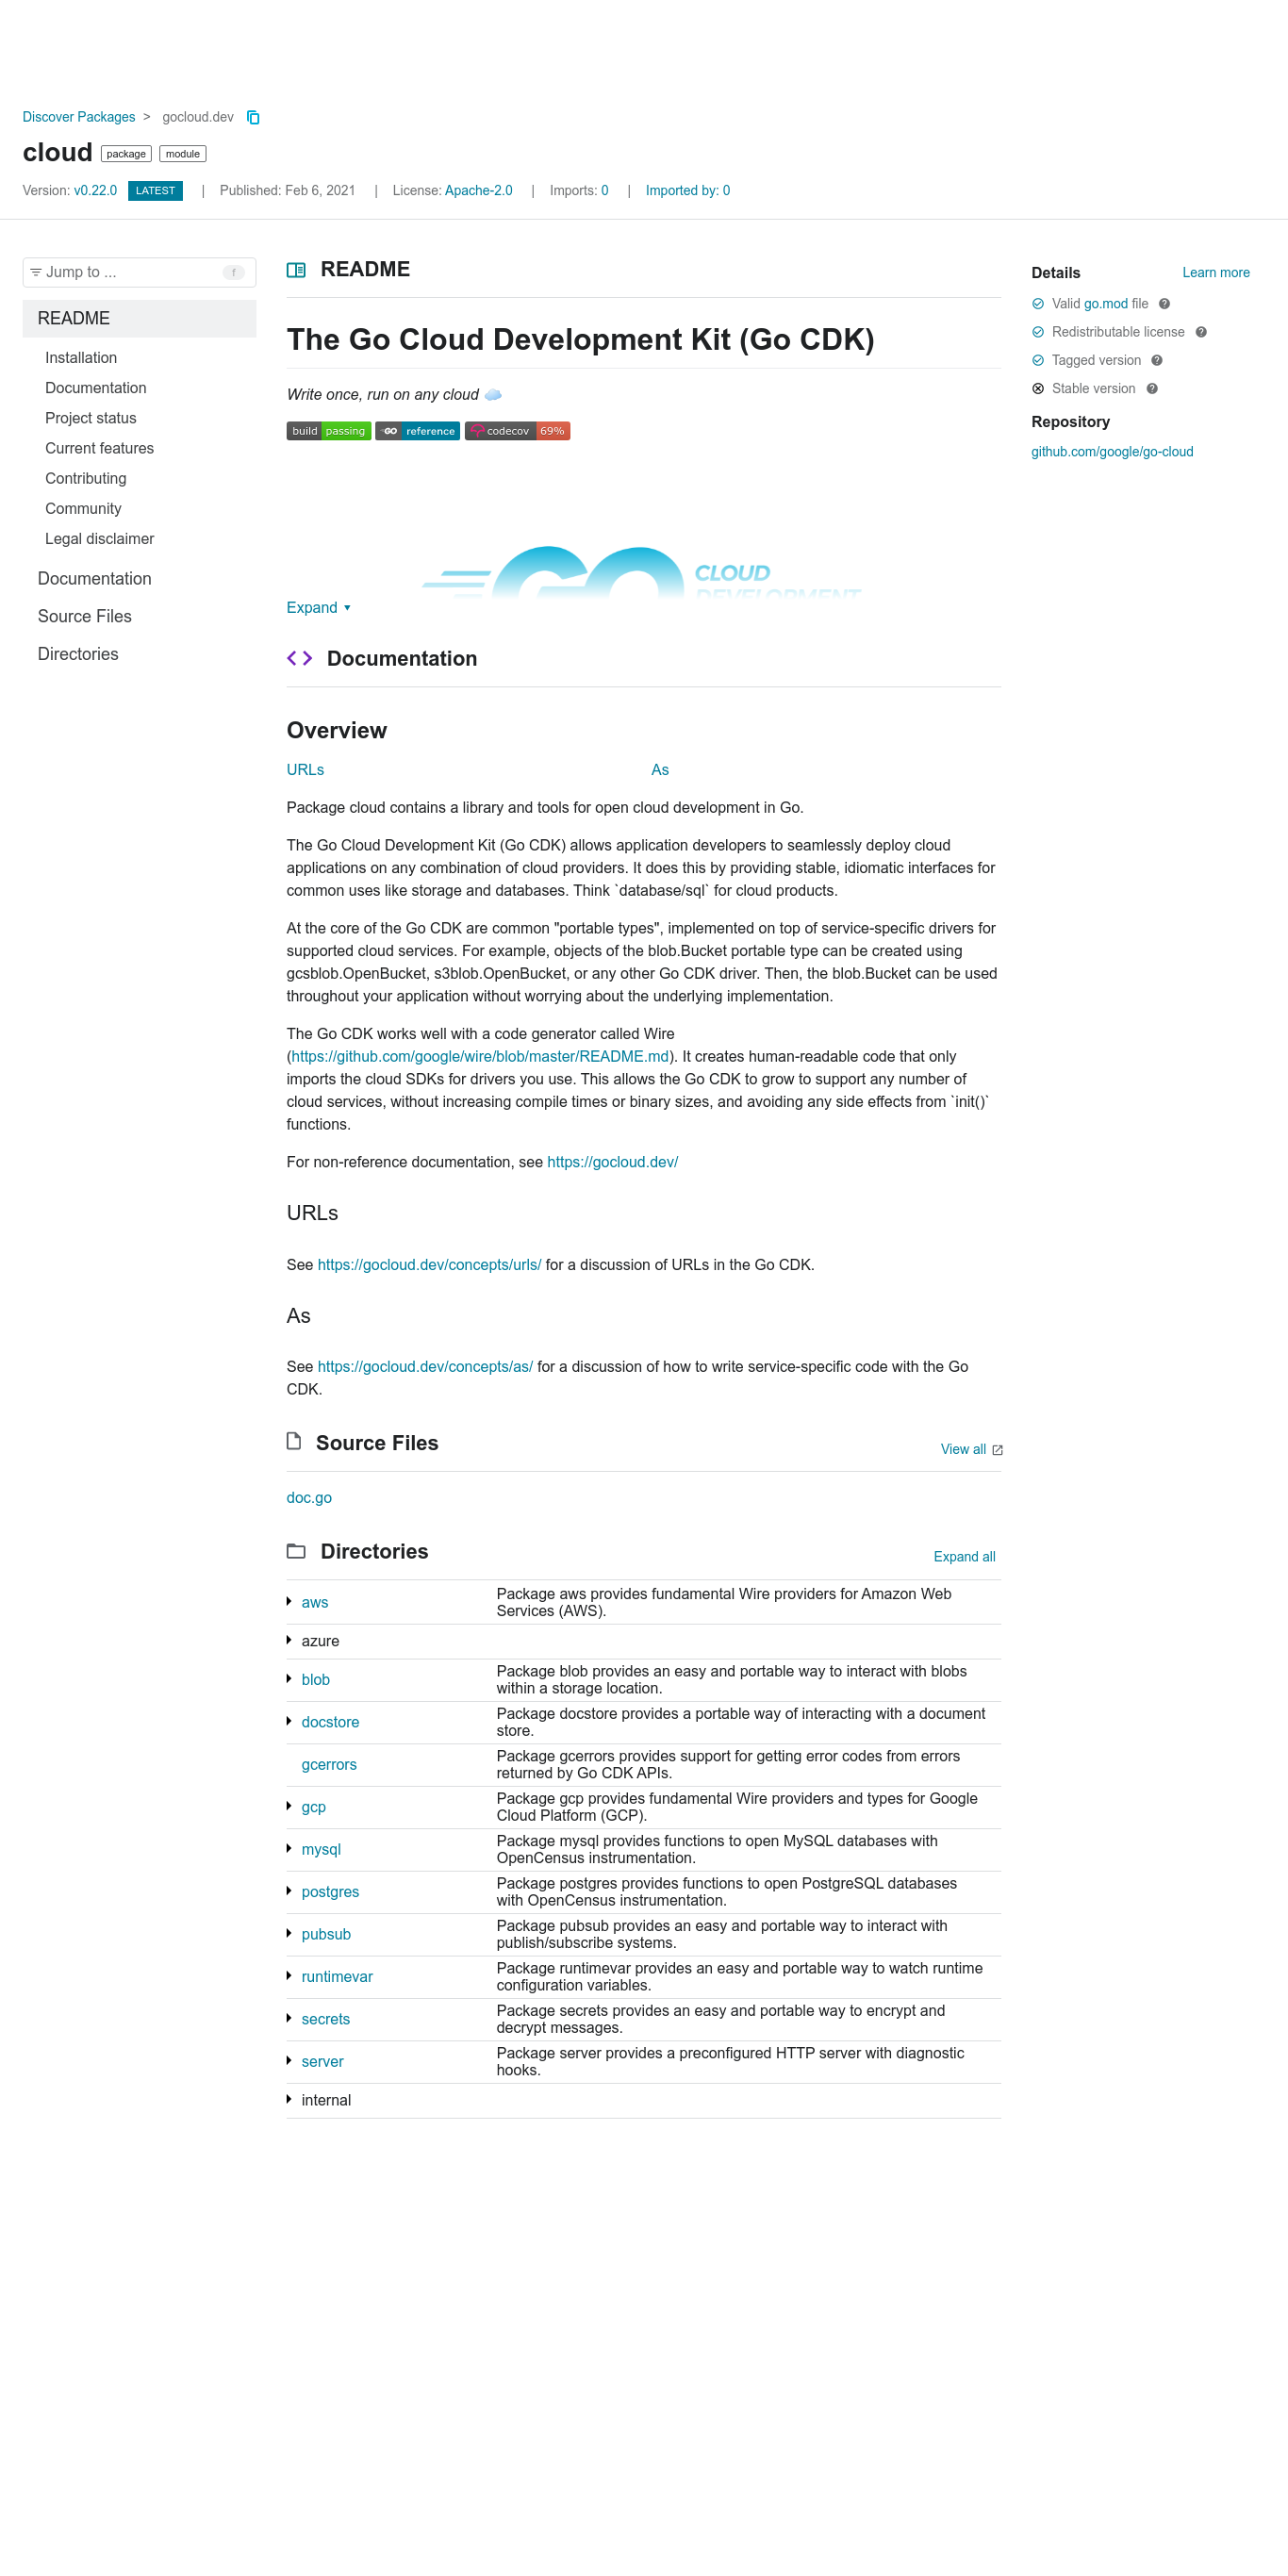 Discover Packages > gocloud.dev
cloud package module
Version: v0.22.0 LATEST | Published: Feb 6, 2021 | License: Apache-2.0 | Imports: 0 | Imported by: 0
Jump to ... f
README
Installation
Documentation
Project status
Current features
Contributing
Community
Legal disclaimer
Documentation
Source Files
Directories
README
The Go Cloud Development Kit (Go CDK)
Write once, run on any cloud ☁️
build passing GO reference codecov 69%
GO CLOUD
DEVELOPMENT
Expand ▾
Documentation
Overview
URLs As
Package cloud contains a library and tools for open cloud development in Go.
The Go Cloud Development Kit (Go CDK) allows application developers to seamlessly deploy cloud
applications on any combination of cloud providers. It does this by providing stable, idiomatic interfaces for
common uses like storage and databases. Think `database/sql` for cloud products.
At the core of the Go CDK are common "portable types", implemented on top of service-specific drivers for
supported cloud services. For example, objects of the blob.Bucket portable type can be created using
gcsblob.OpenBucket, s3blob.OpenBucket, or any other Go CDK driver. Then, the blob.Bucket can be used
throughout your application without worrying about the underlying implementation.
The Go CDK works well with a code generator called Wire
(https://github.com/google/wire/blob/master/README.md). It creates human-readable code that only
imports the cloud SDKs for drivers you use. This allows the Go CDK to grow to support any number of
cloud services, without increasing compile times or binary sizes, and avoiding any side effects from `init()`
functions.
For non-reference documentation, see https://gocloud.dev/
URLs
See https://gocloud.dev/concepts/urls/ for a discussion of URLs in the Go CDK.
As
See https://gocloud.dev/concepts/as/ for a discussion of how to write service-specific code with the Go
CDK.
Source Files View all
doc.go
Directories Expand all
aws Package aws provides fundamental Wire providers for Amazon Web
Services (AWS).
azure
blob Package blob provides an easy and portable way to interact with blobs
within a storage location.
docstore Package docstore provides a portable way of interacting with a document
store.
gcerrors Package gcerrors provides support for getting error codes from errors
returned by Go CDK APIs.
gcp Package gcp provides fundamental Wire providers and types for Google
Cloud Platform (GCP).
mysql Package mysql provides functions to open MySQL databases with
OpenCensus instrumentation.
postgres Package postgres provides functions to open PostgreSQL databases
with OpenCensus instrumentation.
pubsub Package pubsub provides an easy and portable way to interact with
publish/subscribe systems.
runtimevar Package runtimevar provides an easy and portable way to watch runtime
configuration variables.
secrets Package secrets provides an easy and portable way to encrypt and
decrypt messages.
server Package server provides a preconfigured HTTP server with diagnostic
hooks.
internal
Details Learn more
Valid go.mod file
Redistributable license
Tagged version
Stable version
Repository
github.com/google/go-cloud